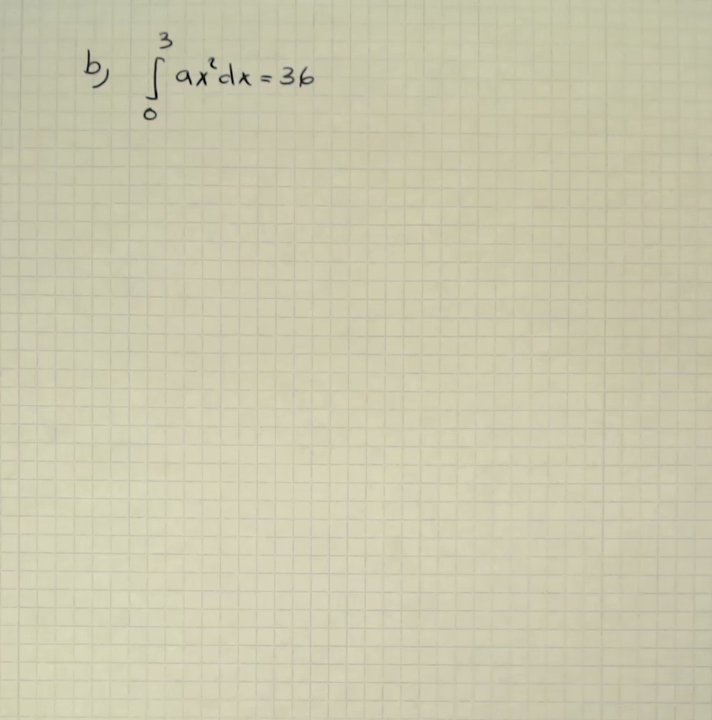 b, ∫₀³ ax² dx = 36